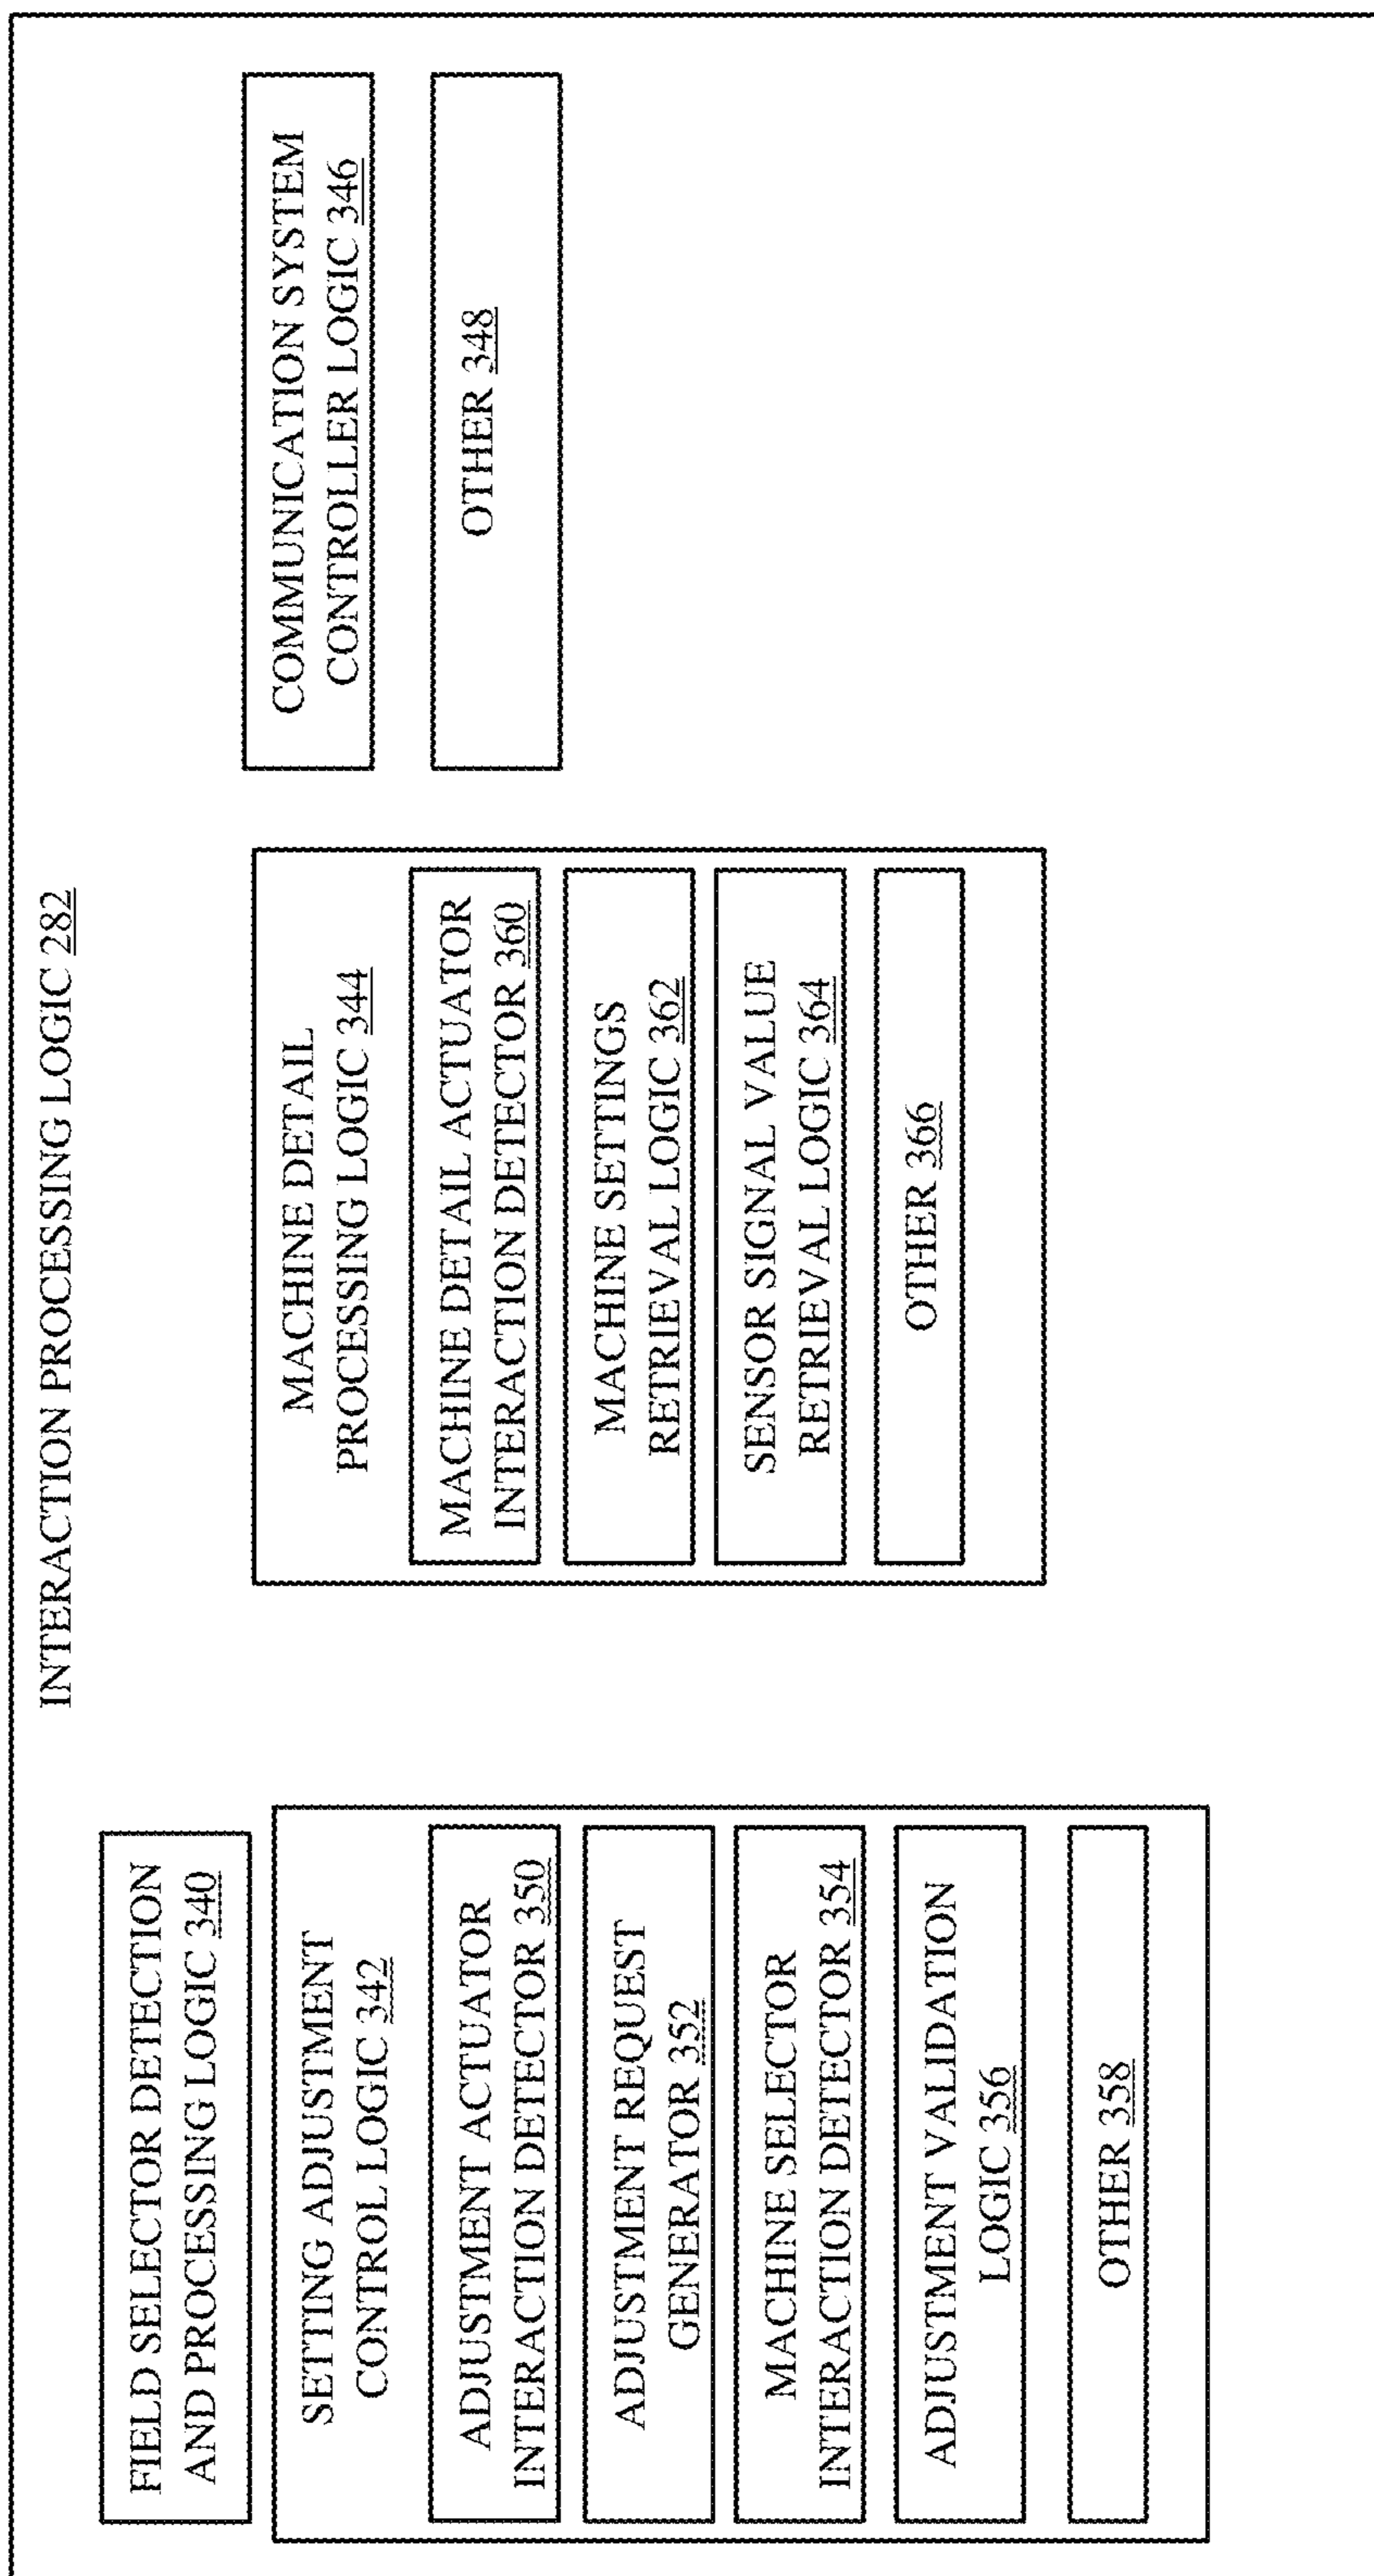 INTERACTION PROCESSING LOGIC 282
FIELD SELECTOR DETECTION
AND PROCESSING LOGIC 340
SETTING ADJUSTMENT
CONTROL LOGIC 342
ADJUSTMENT ACTUATOR
INTERACTION DETECTOR 350
ADJUSTMENT REQUEST
GENERATOR 352
MACHINE SELECTOR
INTERACTION DETECTOR 354
ADJUSTMENT VALIDATION
LOGIC 356
OTHER 358
MACHINE DETAIL
PROCESSING LOGIC 344
MACHINE DETAIL ACTUATOR
INTERACTION DETECTOR 360
MACHINE SETTINGS
RETRIEVAL LOGIC 362
SENSOR SIGNAL VALUE
RETRIEVAL LOGIC 364
OTHER 366
COMMUNICATION SYSTEM
CONTROLLER LOGIC 346
OTHER 348